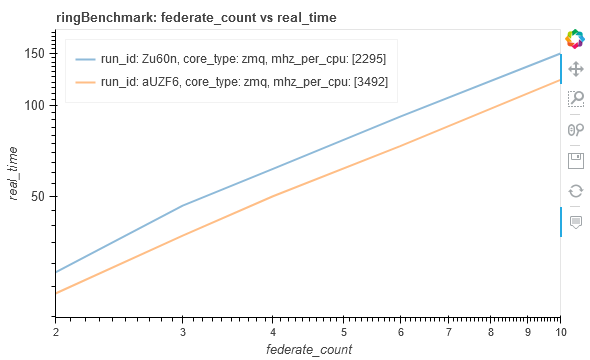 ringBenchmark: federate_count vs real_time
run_id: Zu60n, core_type: zmq, mhz_per_cpu: [2295]
run_id: aUZF6, core_type: zmq, mhz_per_cpu: [3492]
150
100
50
real_time
2 3 4 5 6 7 8 9 10
federate_count